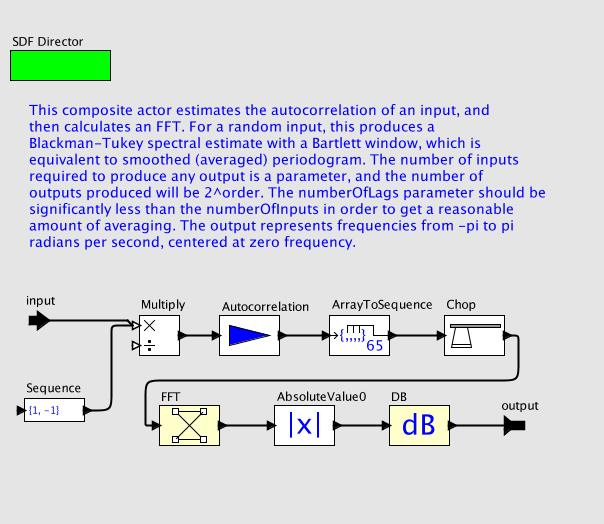 SDF Director
This composite actor estimates the autocorrelation of an input, and
then calculates an FFT. For a random input, this produces a
Blackman-Tukey spectral estimate with a Bartlett window, which is
equivalent to smoothed (averaged) periodogram. The number of inputs
required to produce any output is a parameter, and the number of
outputs produced will be 2^order. The numberOfLags parameter should be
significantly less than the numberOfInputs in order to get a reasonable
amount of averaging. The output represents frequencies from -pi to pi
radians per second, centered at zero frequency.
input
Multiply
×
÷
Autocorrelation
ArrayToSequence
{,,,,}
65
Chop
Sequence
{1, -1}
FFT
AbsoluteValue0
|x|
DB
dB
output